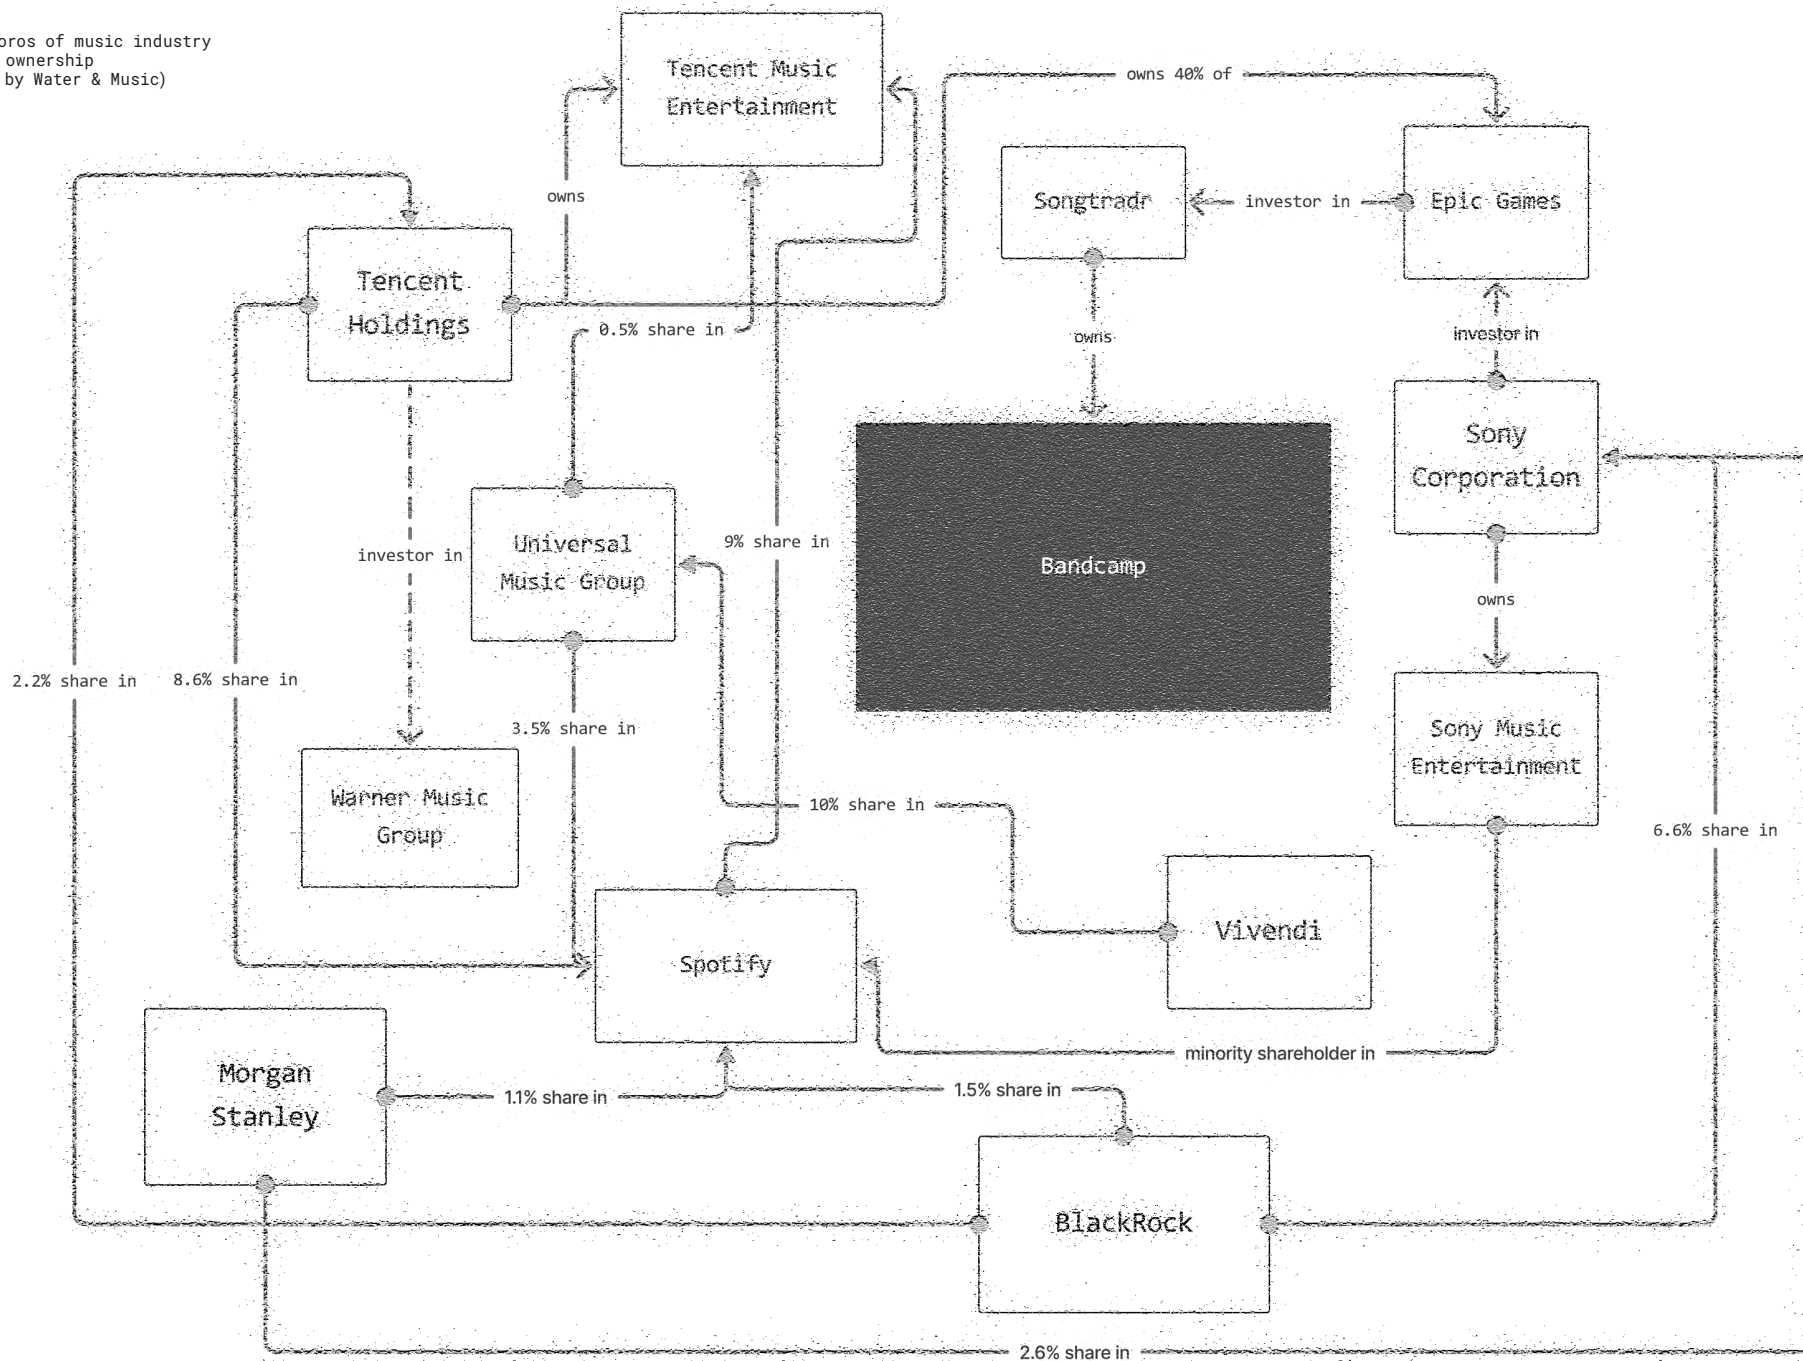 oros of music industry
ownership
by Water & Music)
Tencent Music
Entertainment
owns 40% of
owns
Songtradr
investor in
Epic Games
Tencent
Holdings
0.5% share in
owns
investor in
Sony
Corporation
investor in
Universal
Music Group
9% share in
Bandcamp
owns
2.2% share in
8.6% share in
3.5% share in
Sony Music
Entertainment
Warner Music
Group
10% share in
6.6% share in
Vivendi
Spotify
minority shareholder in
Morgan
Stanley
1.1% share in
1.5% share in
BlackRock
2.6% share in